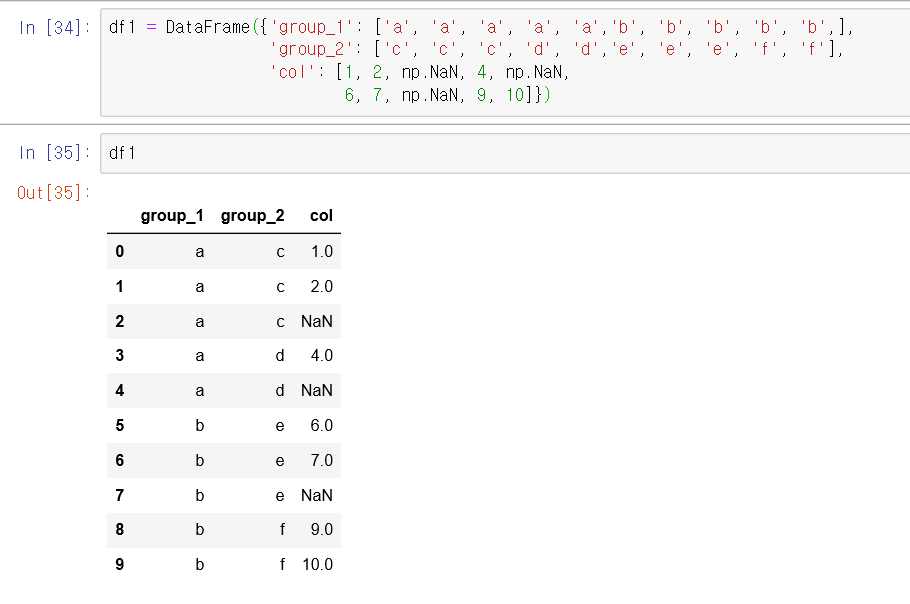 In [34]: df1 = DataFrame({'group_1': ['a', 'a', 'a', 'a', 'a','b', 'b', 'b', 'b', 'b',],
'group_2': ['c', 'c', 'c', 'd', 'd','e', 'e', 'e', 'f', 'f'],
'col': [1, 2, np.NaN, 4, np.NaN,
6, 7, np.NaN, 9, 10]})
In [35]: df1
Out[35]:
group_1 group_2 col
0 a c 1.0
1 a c 2.0
2 a c NaN
3 a d 4.0
4 a d NaN
5 b e 6.0
6 b e 7.0
7 b e NaN
8 b f 9.0
9 b f 10.0